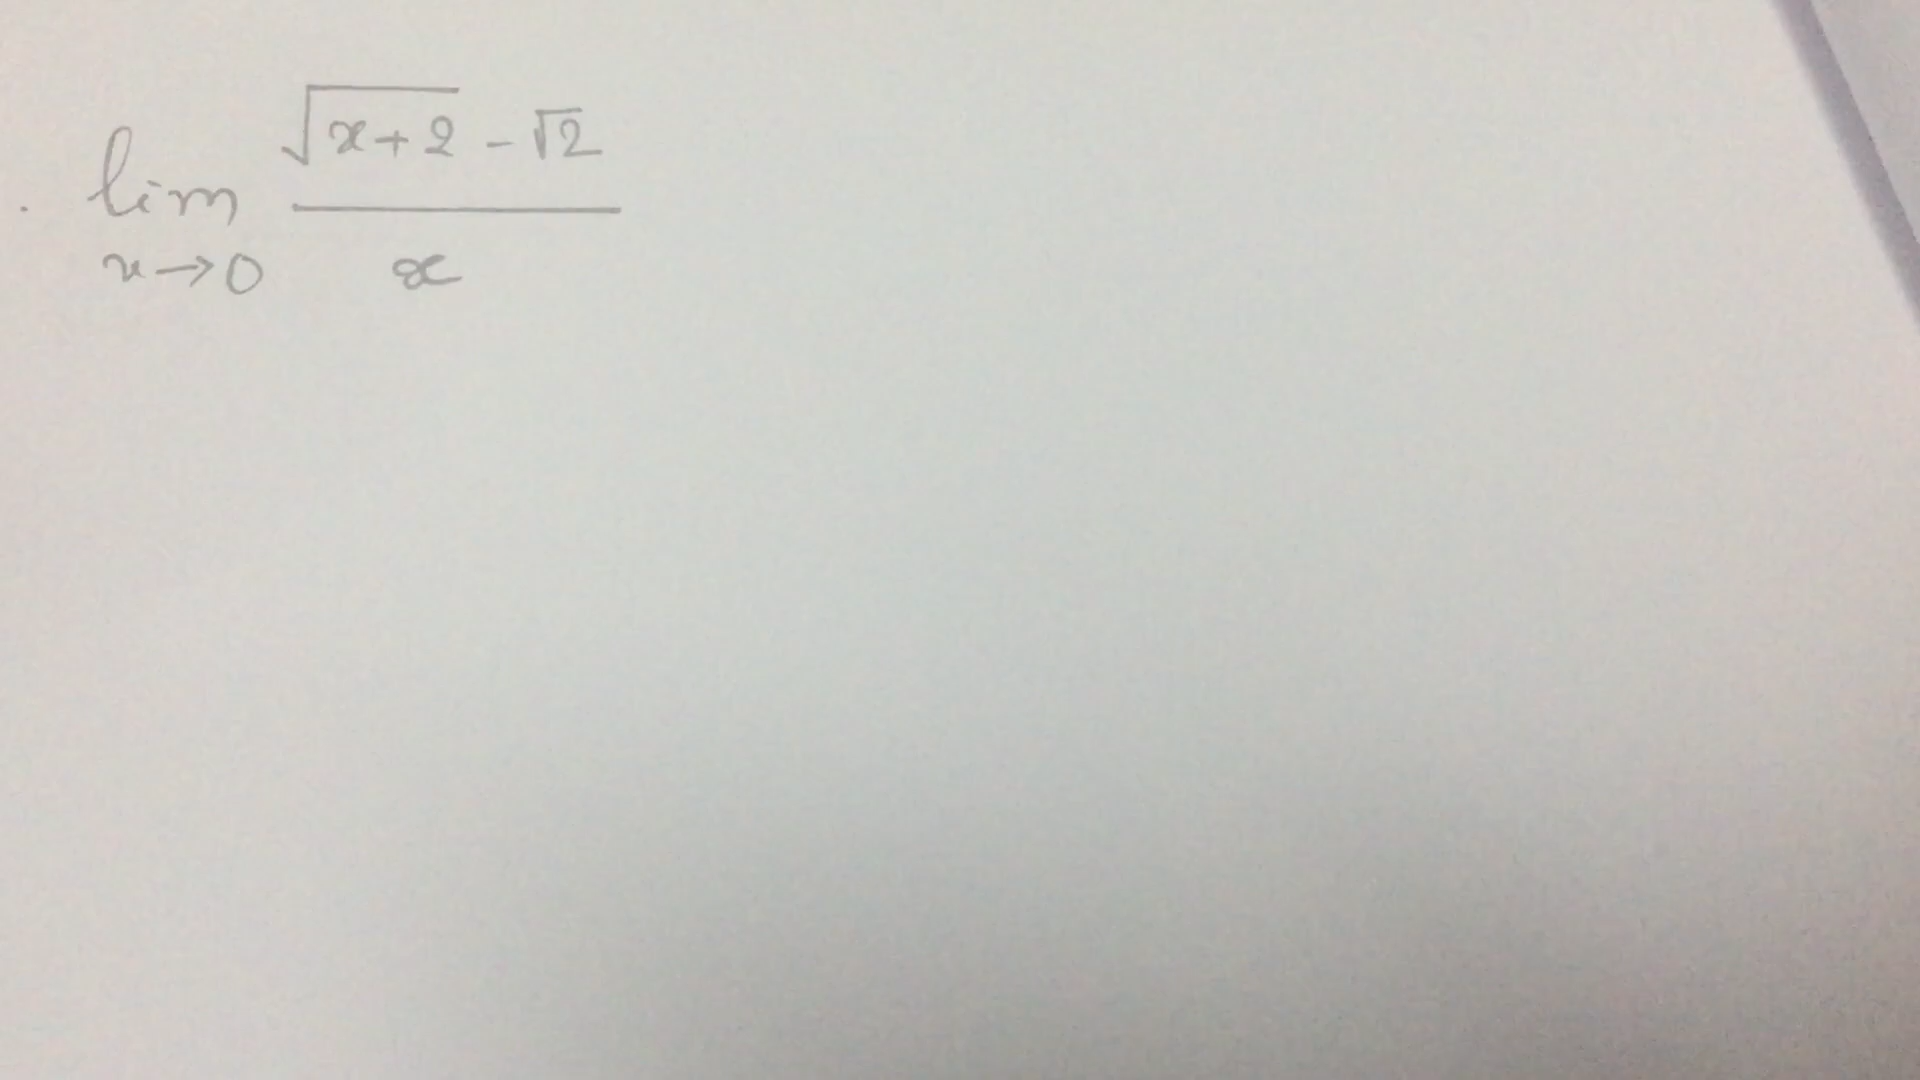 . lim √(x+2) - √2 / x
x→0